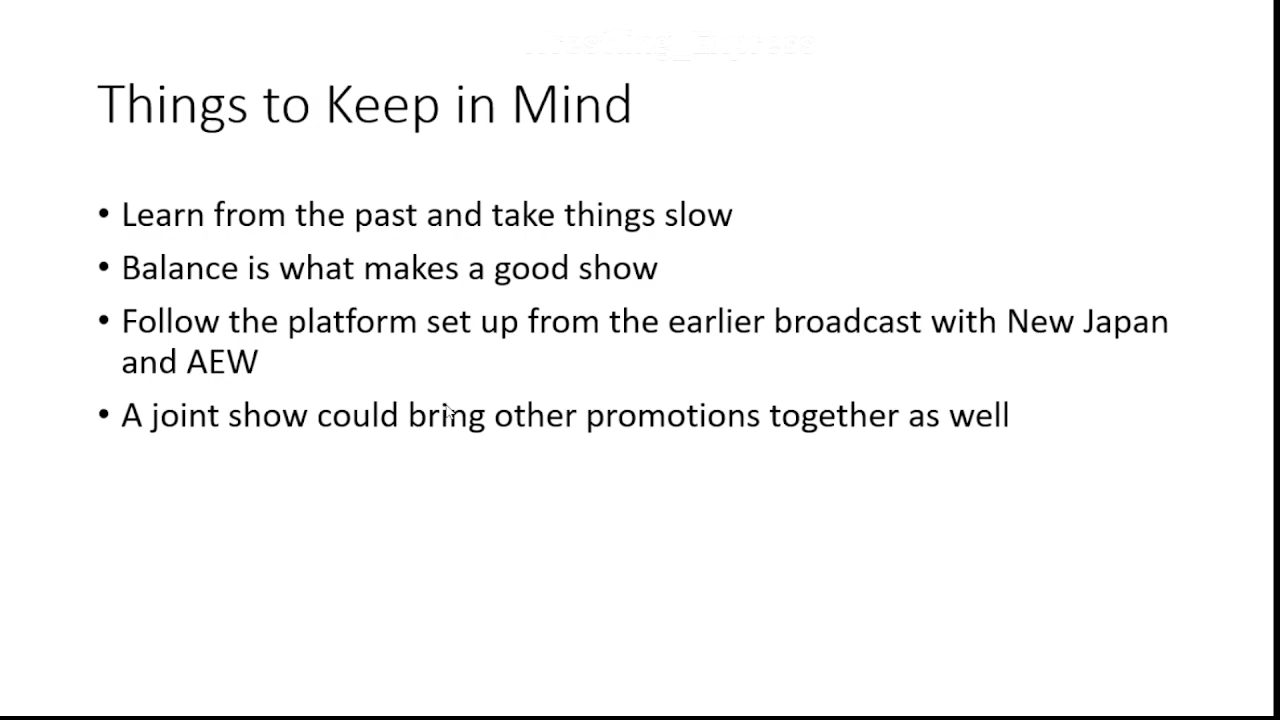 Wrestling_Express
Things to Keep in Mind
• Learn from the past and take things slow
• Balance is what makes a good show
• Follow the platform set up from the earlier broadcast with New Japan
and AEW
• A joint show could bring other promotions together as well